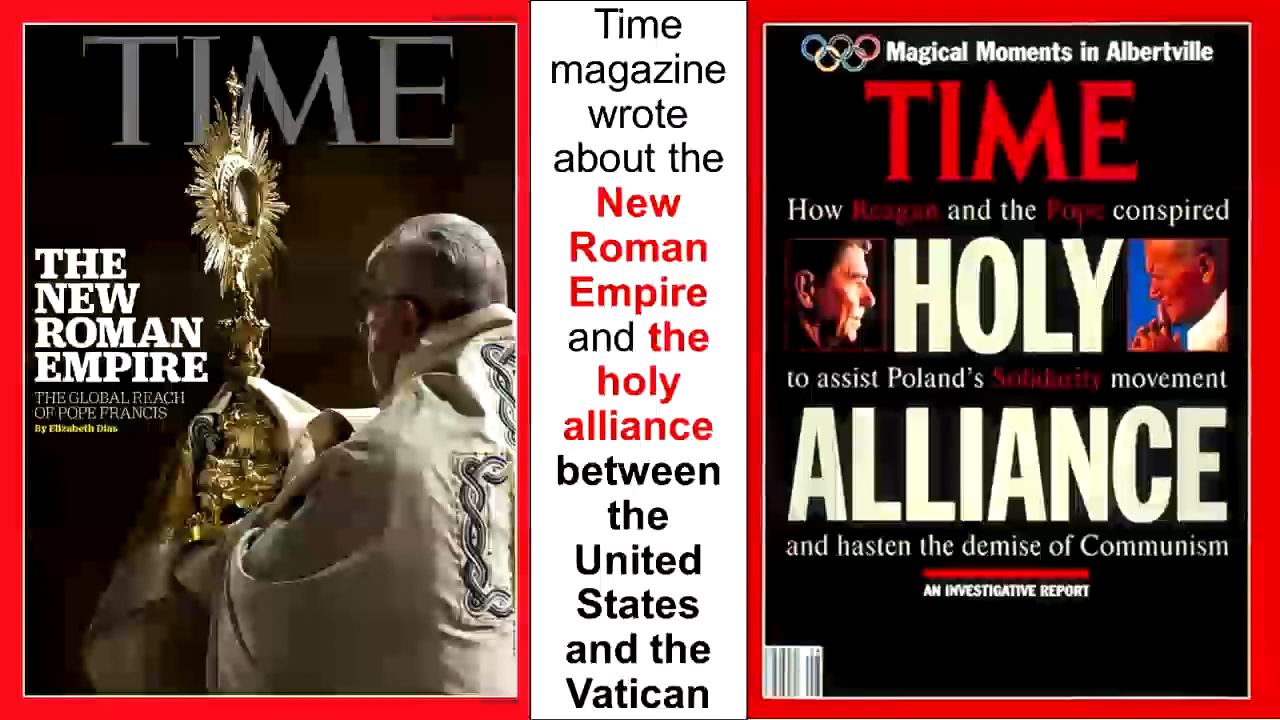 TIME
THE
NEW
ROMAN
EMPIRE
THE GLOBAL REACH
OF POPE FRANCIS
By Elizabeth Dias
Time
magazine
wrote
about the
New
Roman
Empire
and the
holy
alliance
between
the
United
States
and the
Vatican
Magical Moments in Albertville
TIME
How Reagan and the Pope conspired
HOLY
to assist Poland's Solidarity movement
ALLIANCE
and hasten the demise of Communism
AN INVESTIGATIVE REPORT